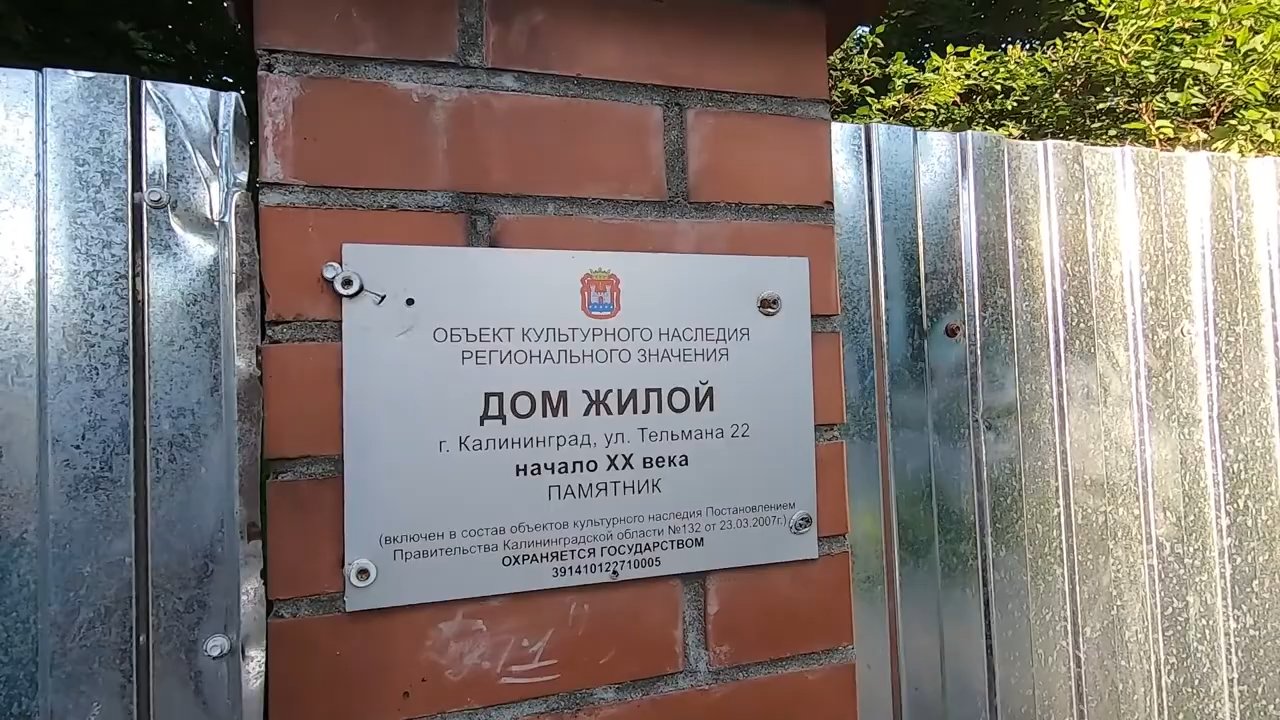 ОБЪЕКТ КУЛЬТУРНОГО НАСЛЕДИЯ
РЕГИОНАЛЬНОГО ЗНАЧЕНИЯ
ДОМ ЖИЛОЙ
г. Калининград, ул. Тельмана 22
начало XX века
ПАМЯТНИК
(включен в состав объектов культурного наследия Постановлением
Правительства Калининградской области №132 от 23.03.2007г.)
ОХРАНЯЕТСЯ ГОСУДАРСТВОМ
391410122710005